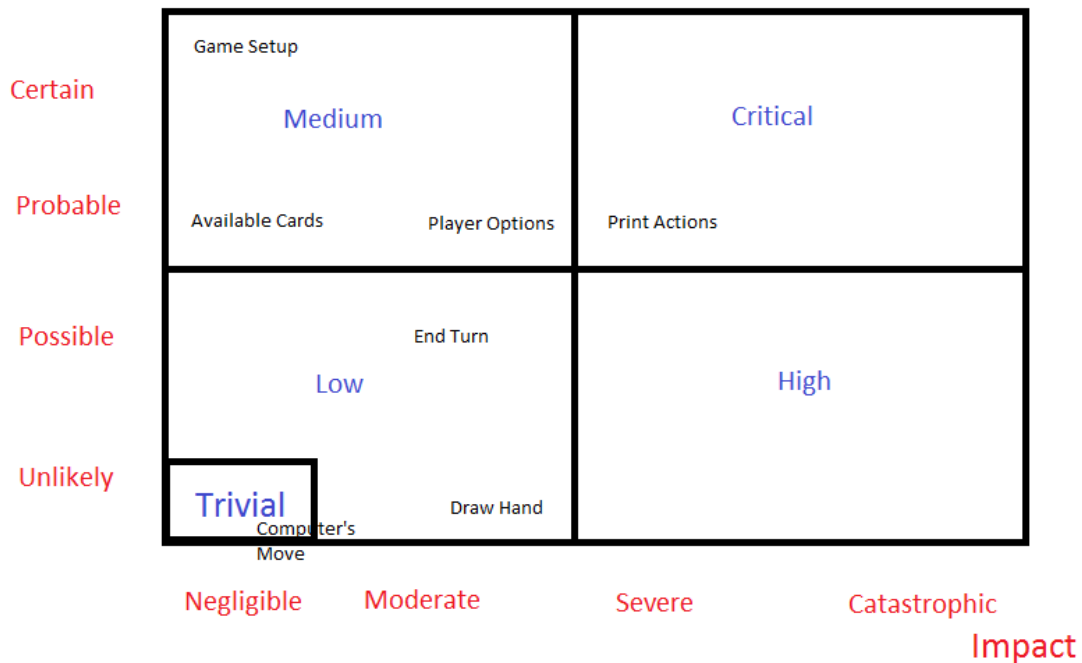 Game Setup
Certain
Medium
Critical
Probable
Available Cards
Player Options
Print Actions
Possible
End Turn
Low
High
Unlikely
Trivial
Draw Hand
Computer's
Move
Negligible
Moderate
Severe
Catastrophic
Impact